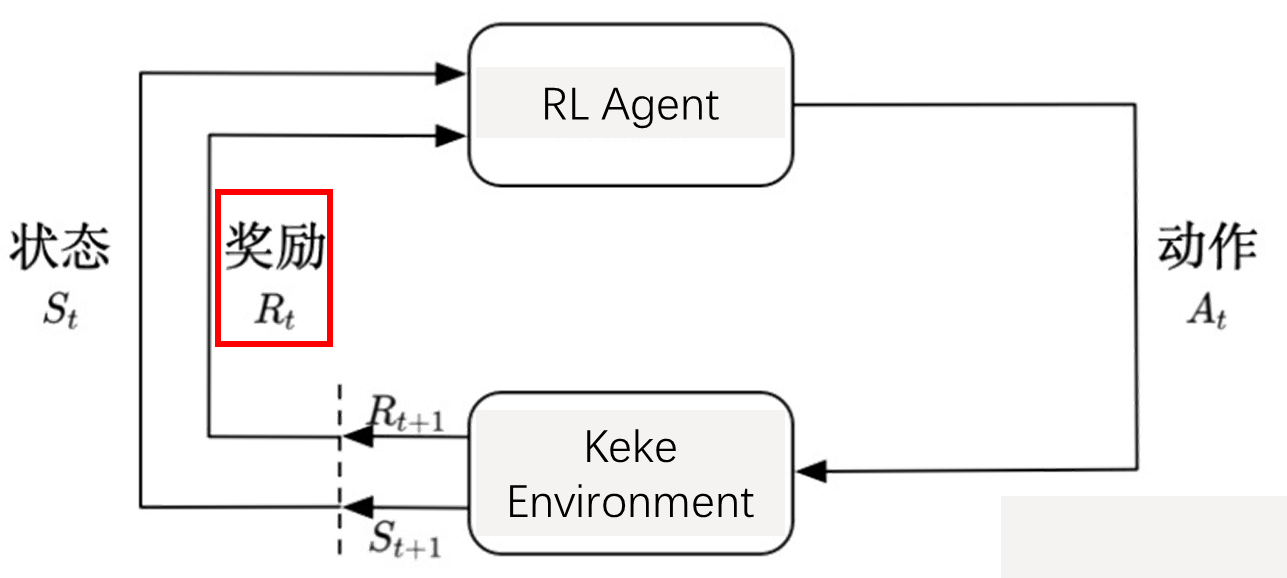 RL Agent
状态
S_t
奖励
R_t
动作
A_t
R_{t+1}
Keke
Environment
S_{t+1}